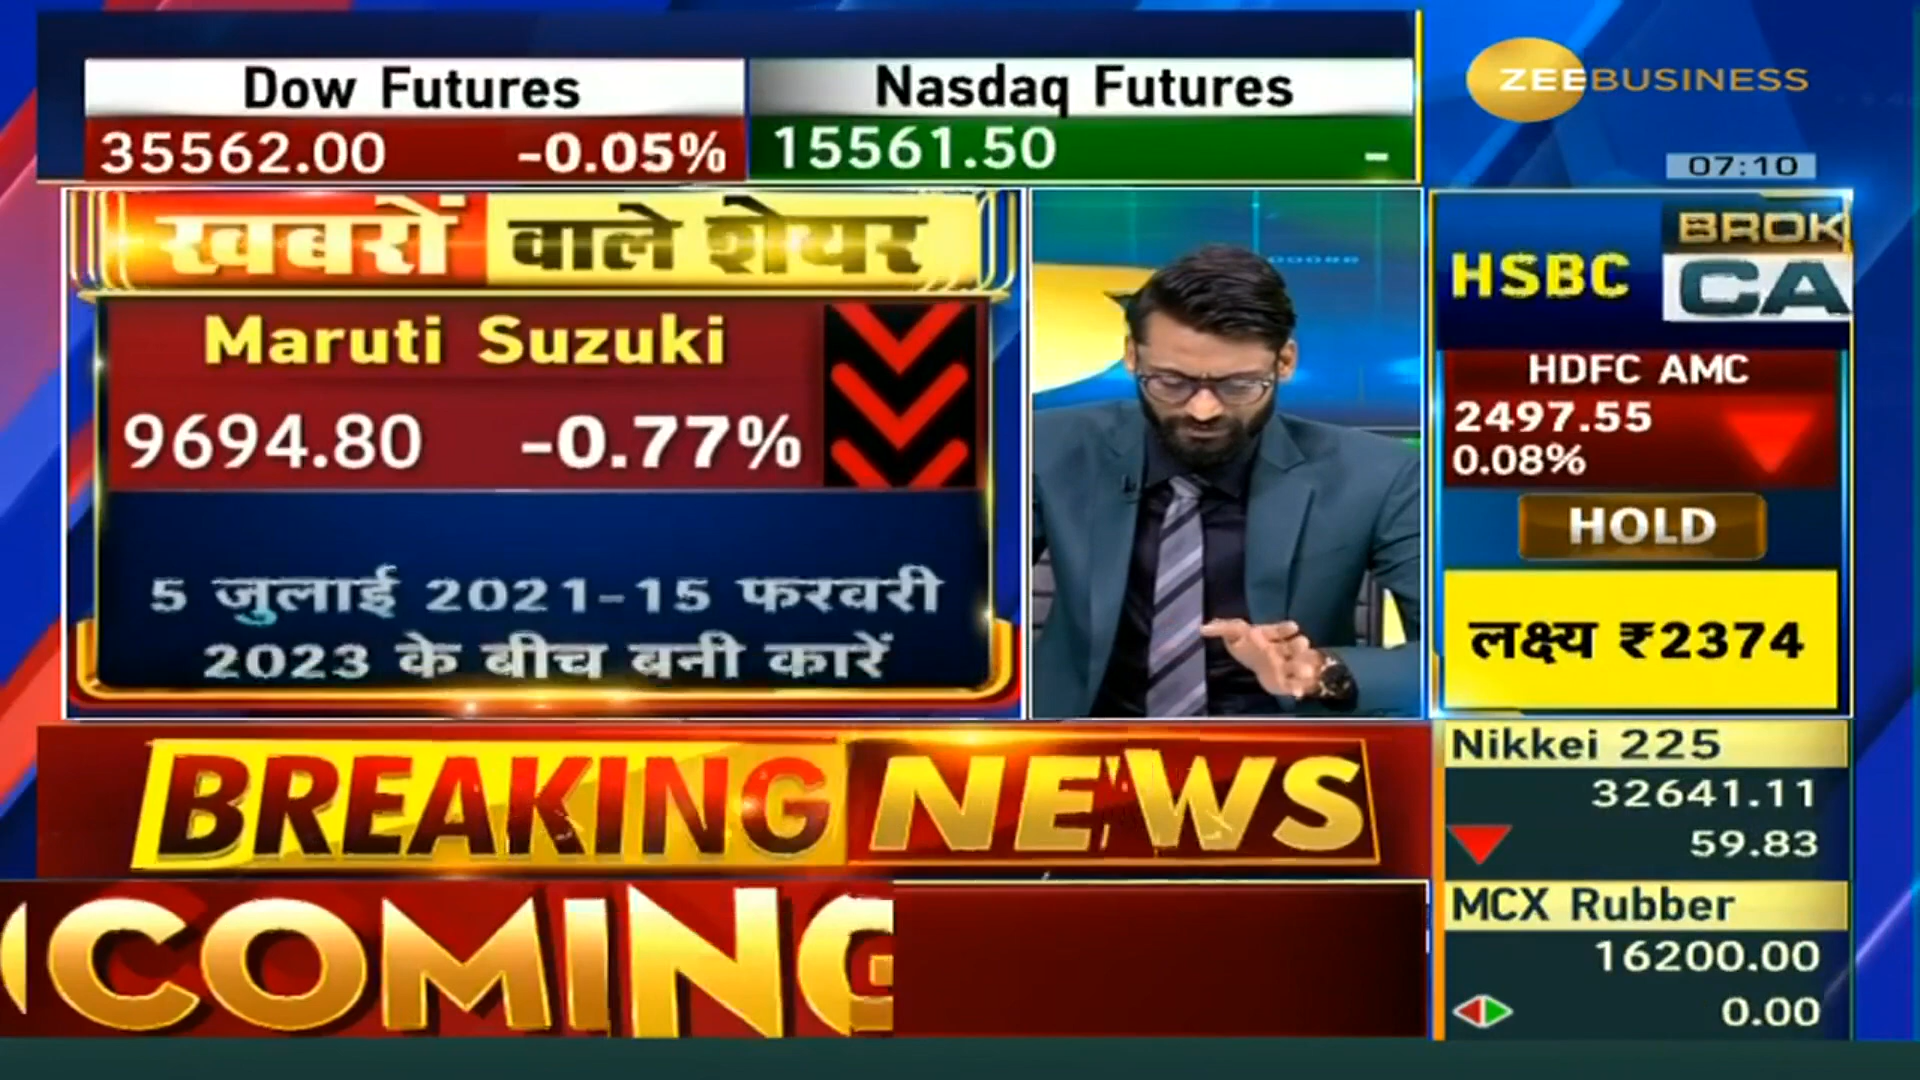 Dow Futures
35562.00 -0.05%
Nasdaq Futures
15561.50 -
ZEEBUSINESS
07:10
खबरों वाले शेयर
Maruti Suzuki
9694.80 -0.77%
5 जुलाई 2021-15 फरवरी
2023 के बीच बनी कारें
HSBC
BROK
CA
HDFC AMC
2497.55
0.08%
HOLD
लक्ष्य ₹2374
BREAKING NEWS
COMING
Nikkei 225
32641.11
59.83
MCX Rubber
16200.00
0.00